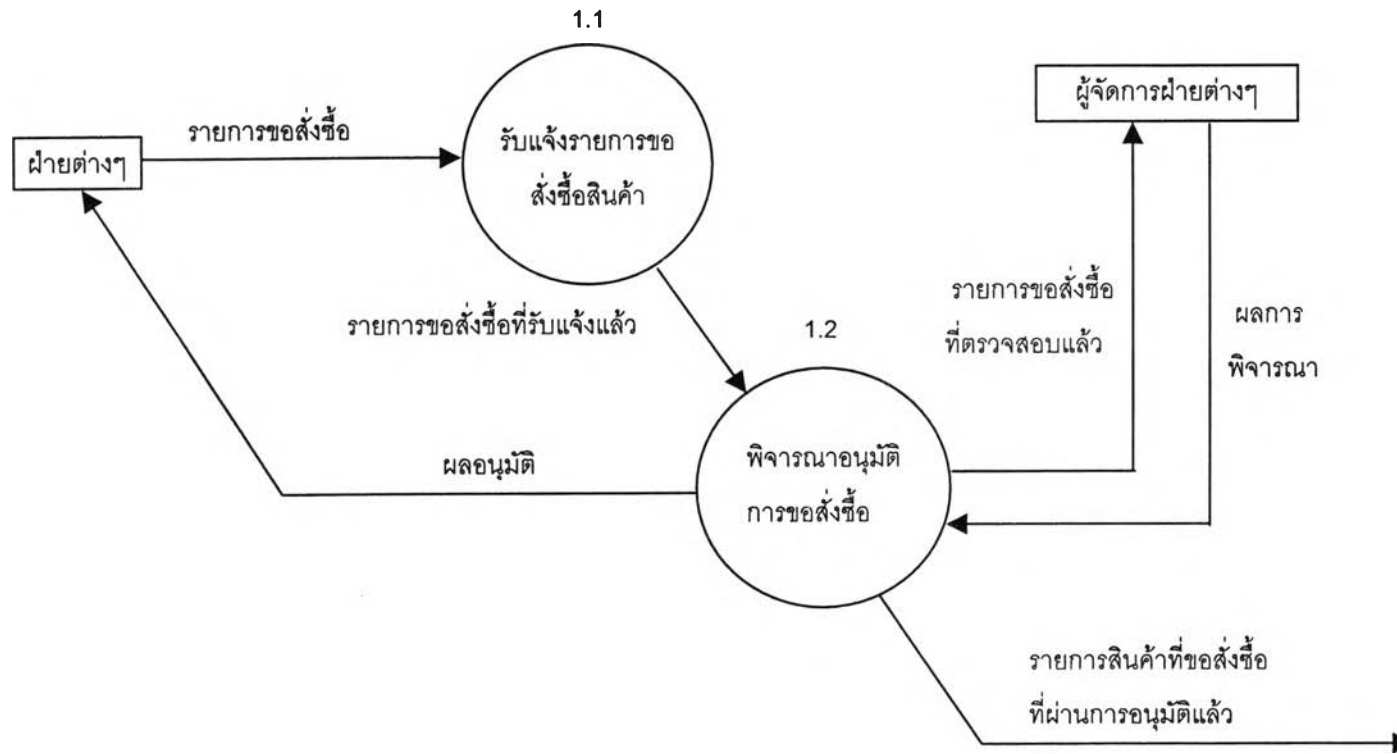 1.1
ผู้จัดการฝ่ายต่างๆ
รายการขอสั่งซื้อ
ฝ่ายต่างๆ
รับแจ้งรายการขอ
สั่งซื้อสินค้า
รายการขอสั่งซื้อ
ที่ตรวจสอบแล้ว
ผลการ
พิจารณา
รายการขอสั่งซื้อที่รับแจ้งแล้ว
1.2
พิจารณาอนุมัติ
การขอสั่งซื้อ
ผลอนุมัติ
รายการสินค้าที่ขอสั่งซื้อ
ที่ผ่านการอนุมัติแล้ว